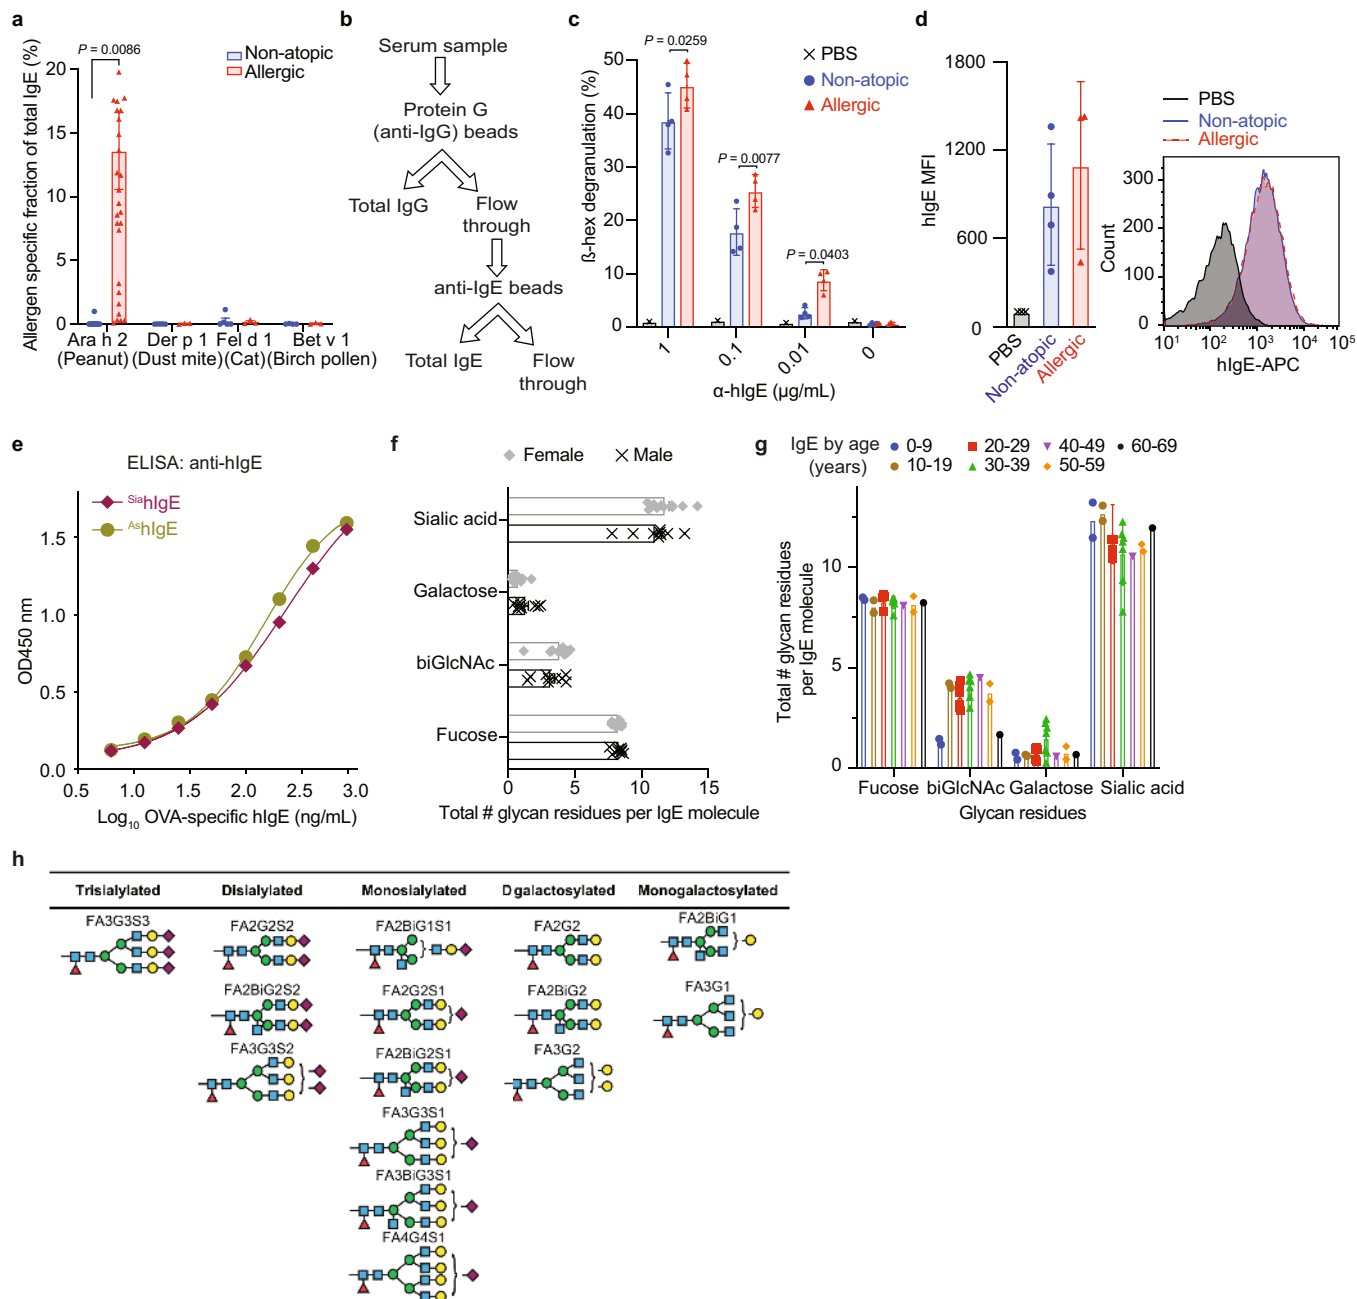 a
P = 0.0086
Non-atopic
Allergic
Allergen specific fraction of total IgE (%)
20
15
10
5
0
Ara h 2 Der p 1 Fel d 1 Bet v 1
(Peanut) (Dust mite) (Cat) (Birch pollen)
b
Serum sample
Protein G
(anti-IgG) beads
Total IgG
Flow
through
anti-IgE beads
Total IgE
Flow
through
c
P = 0.0259
PBS
Non-atopic
Allergic
P = 0.0077
P = 0.0403
ß-hex degranulation (%)
50
40
30
20
10
0
1 0.1 0.01 0
α-hIgE (µg/mL)
d
hIgE MFI
1800
1200
600
0
PBS
Non-atopic
Allergic
PBS
Non-atopic
Allergic
Count
300
200
100
0
10¹ 10² 10³ 10⁴ 10⁵
hIgE-APC
e
ELISA: anti-hIgE
SiahIgE
AshIgE
OD450 nm
1.5
1.0
0.5
0.0
0.5 1.0 1.5 2.0 2.5 3.0
Log₁₀ OVA-specific hIgE (ng/mL)
f
Female Male
Sialic acid
Galactose
biGlcNAc
Fucose
0 5 10 15
Total # glycan residues per IgE molecule
g
IgE by age
(years)
0-9 20-29 40-49 60-69
10-19 30-39 50-59
Total # glycan residues
per IgE molecule
10
5
0
Fucose biGlcNAc Galactose Sialic acid
Glycan residues
h
Trisialylated Disialylated Monosialylated Dgalactosylated Monogalactosylated
FA3G3S3 FA2G2S2 FA2BiG1S1 FA2G2 FA2BiG1
FA2BiG2S2 FA2G2S1 FA2BiG2 FA3G1
FA3G3S2 FA2BiG2S1 FA3G2
FA3G3S1
FA3BiG3S1
FA4G4S1